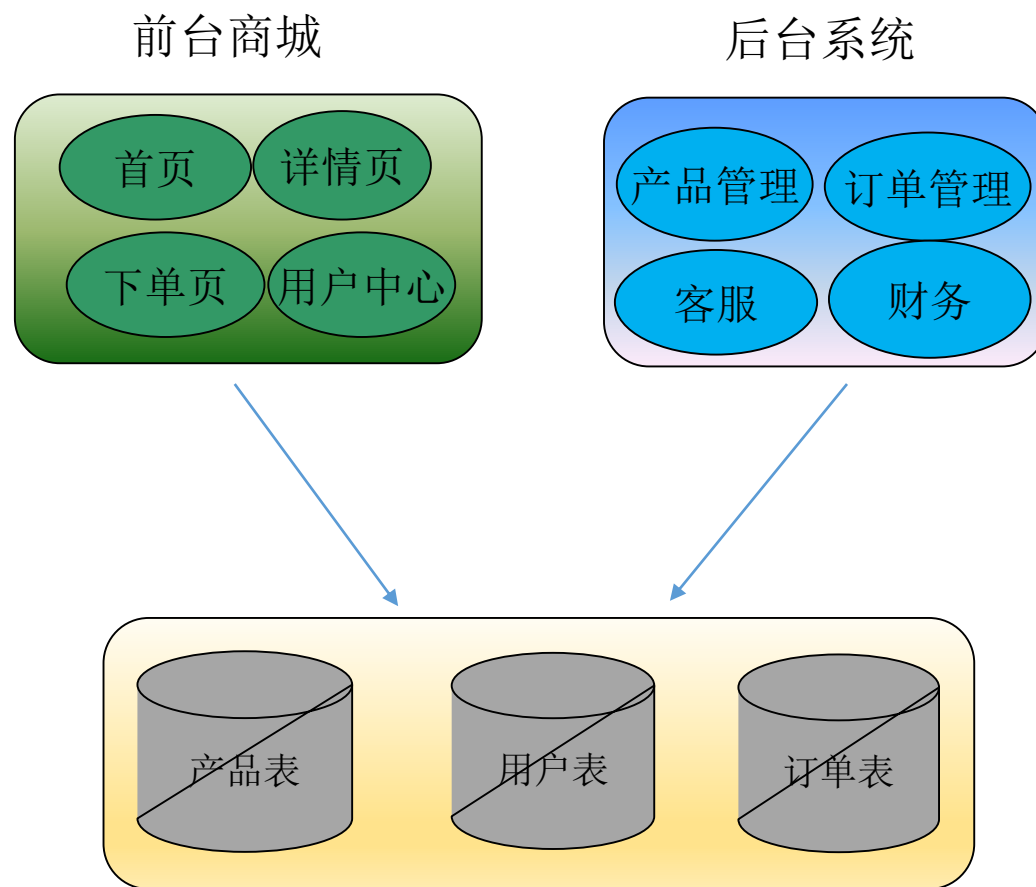 前台商城
后台系统
首页
详情页
下单页
用户中心
产品管理
订单管理
客服
财务
产品表
用户表
订单表